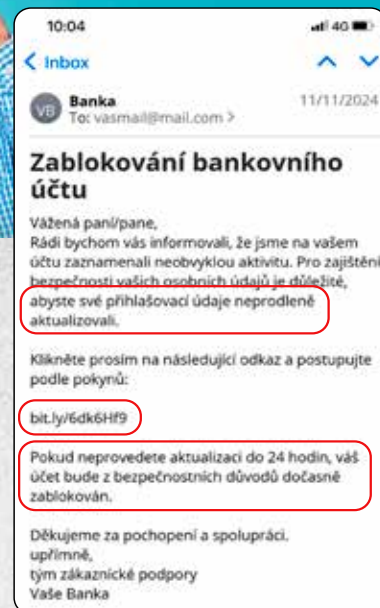 10:04
4G
Inbox
VB
Banka
11/11/2024
To: vasmail@mail.com >
Zablokování bankovního
účtu
Vážená paní/pane,
Rádi bychom vás informovali, že jsme na vašem
účtu zaznamenali neobvyklou aktivitu. Pro zajištění
bezpečnosti vašich osobních údajů je důležité,
abyste své přihlašovací údaje neprodleně
aktualizovali.
Klikněte prosím na následující odkaz a postupujte
podle pokynů:
bit.ly/6dk6Hf9
Pokud neprovedete aktualizaci do 24 hodin, váš
účet bude z bezpečnostních důvodů dočasně
zablokován.
Děkujeme za pochopení a spolupráci.
upřímně,
tým zákaznické podpory
Vaše Banka